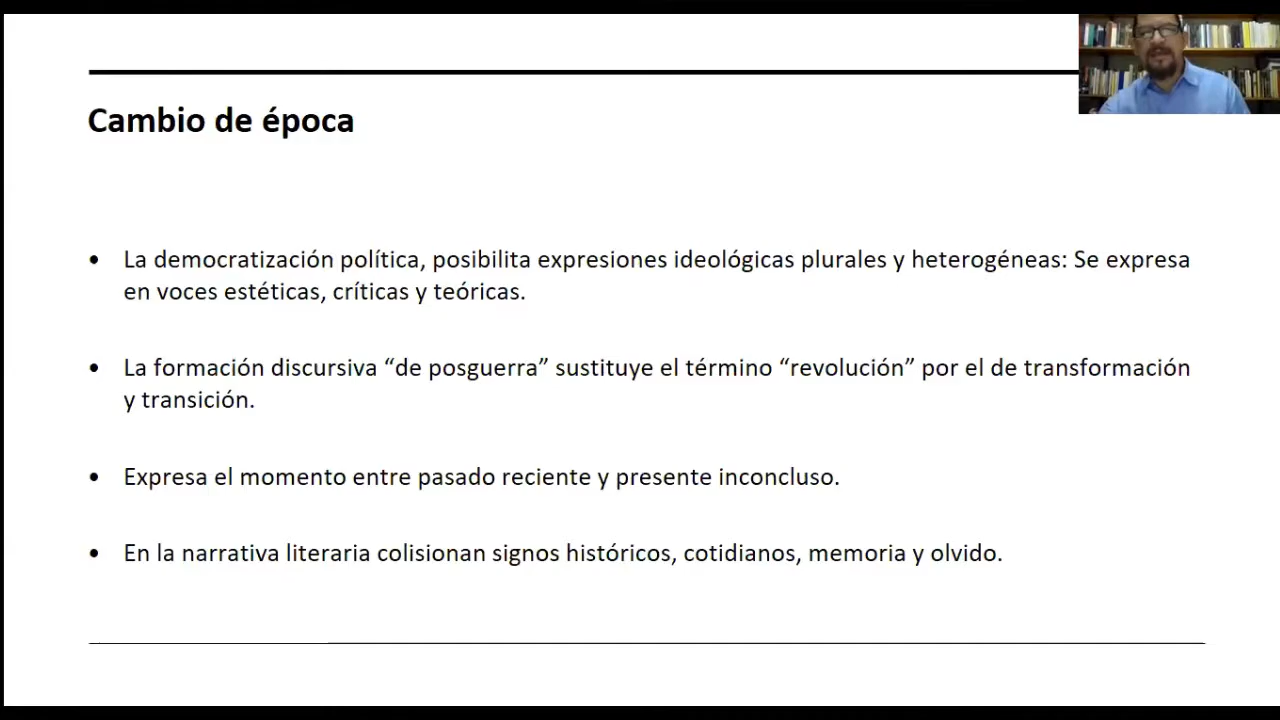 Cambio de época
• La democratización política, posibilita expresiones ideológicas plurales y heterogéneas: Se expresa
en voces estéticas, críticas y teóricas.
• La formación discursiva “de posguerra” sustituye el término “revolución” por el de transformación
y transición.
• Expresa el momento entre pasado reciente y presente inconcluso.
• En la narrativa literaria colisionan signos históricos, cotidianos, memoria y olvido.